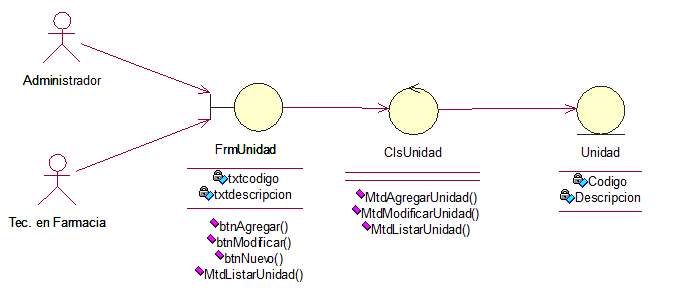 Administrador
Tec. en Farmacia
FrmUnidad
txtcodigo
txtdescripcion
btnAgregar()
btnModificar()
btnNuevo()
MtdListarUnidad()
ClsUnidad
MtdAgregarUnidad()
MtdModificarUnidad()
MtdListarUnidad()
Unidad
Codigo
Descripcion